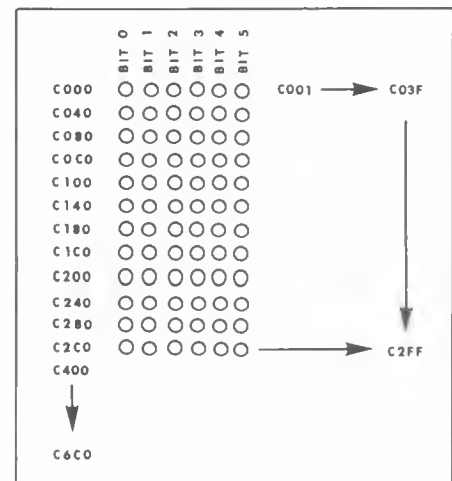 BIT 0 BIT 1 BIT 2 BIT 3 BIT 4 BIT 5
C000 C001 C03F
C040
C080
C0C0
C100
C140
C180
C1C0
C200
C240
C280
C2C0 C2FF
C400
C6C0